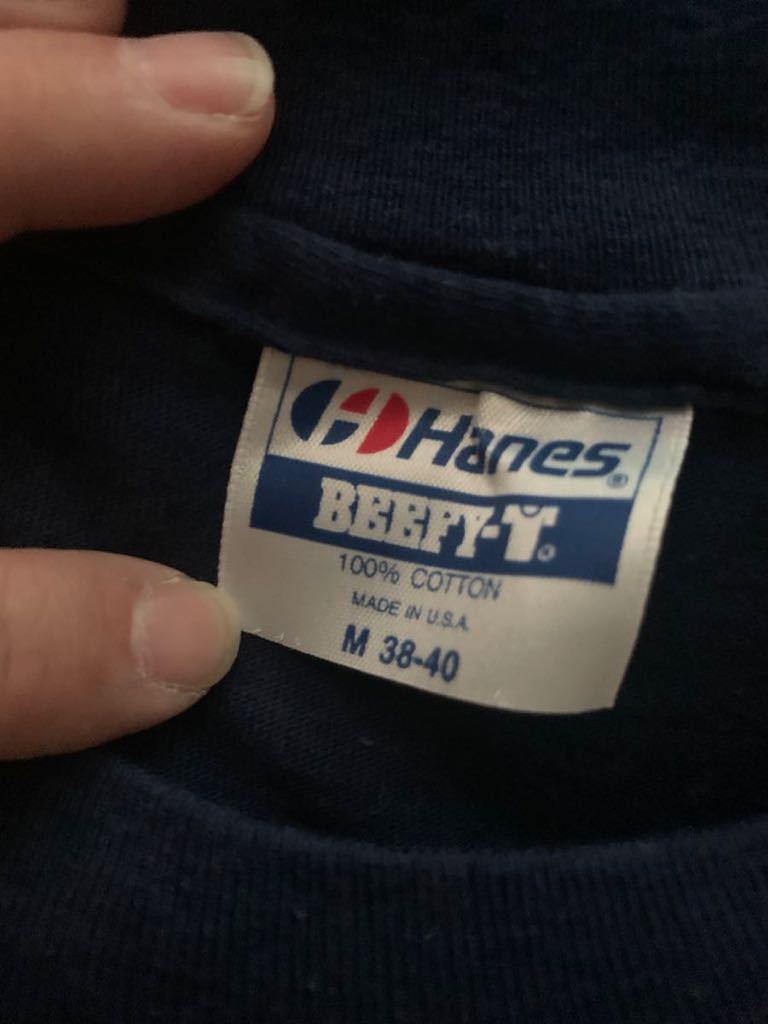 Hanes®
BEEFY-T®
100% COTTON
MADE IN U.S.A.
M 38-40